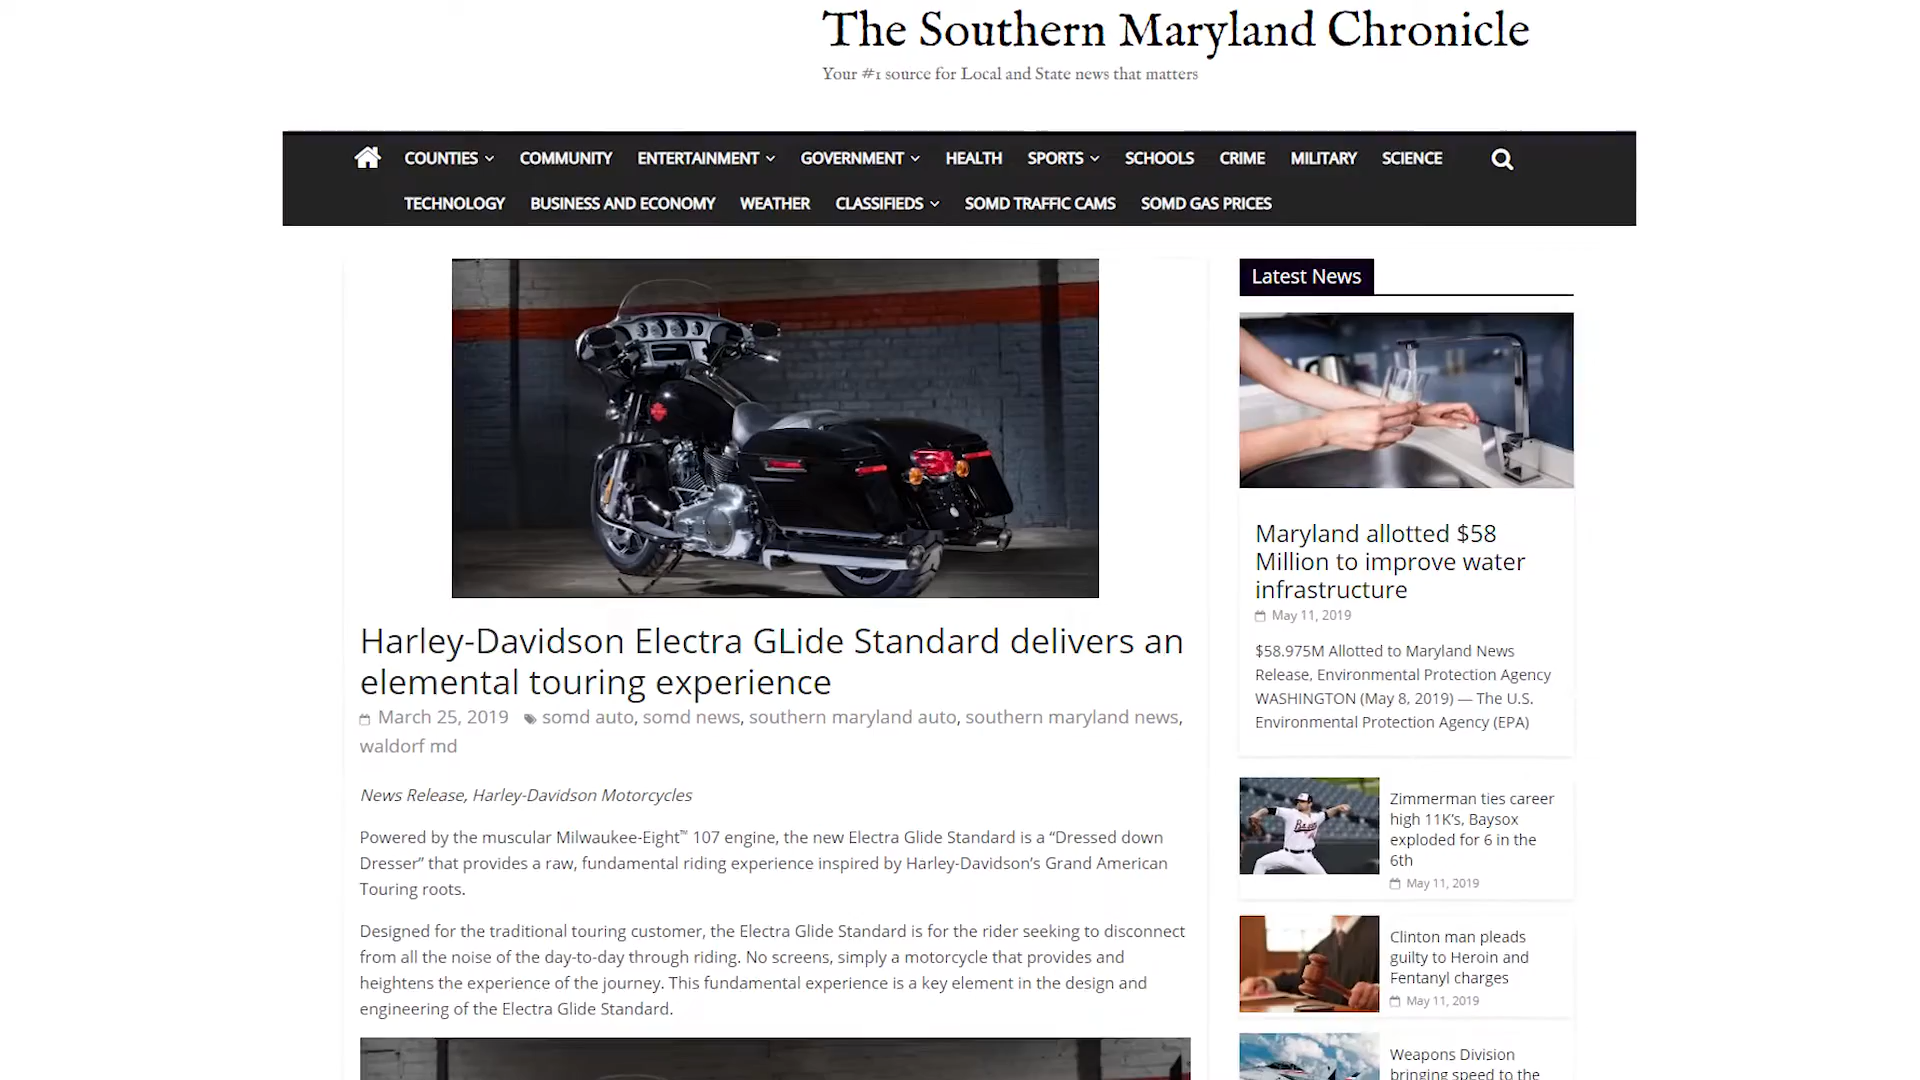 The Southern Maryland Chronicle
Your #1 source for Local and State news that matters
COUNTIES COMMUNITY ENTERTAINMENT GOVERNMENT HEALTH SPORTS SCHOOLS CRIME MILITARY SCIENCE
TECHNOLOGY BUSINESS AND ECONOMY WEATHER CLASSIFIEDS SOMD TRAFFIC CAMS SOMD GAS PRICES
Harley-Davidson Electra GLide Standard delivers an
elemental touring experience
March 25, 2019 somd auto, somd news, southern maryland auto, southern maryland news,
waldorf md
News Release, Harley-Davidson Motorcycles
Powered by the muscular Milwaukee-Eight™ 107 engine, the new Electra Glide Standard is a “Dressed down
Dresser” that provides a raw, fundamental riding experience inspired by Harley-Davidson’s Grand American
Touring roots.
Designed for the traditional touring customer, the Electra Glide Standard is for the rider seeking to disconnect
from all the noise of the day-to-day through riding. No screens, simply a motorcycle that provides and
heightens the experience of the journey. This fundamental experience is a key element in the design and
engineering of the Electra Glide Standard.
Latest News
Maryland allotted $58
Million to improve water
infrastructure
May 11, 2019
$58.975M Allotted to Maryland News
Release, Environmental Protection Agency
WASHINGTON (May 8, 2019) — The U.S.
Environmental Protection Agency (EPA)
Zimmerman ties career
high 11K’s, Baysox
exploded for 6 in the
6th
May 11, 2019
Clinton man pleads
guilty to Heroin and
Fentanyl charges
May 11, 2019
Weapons Division
bringing speed to the